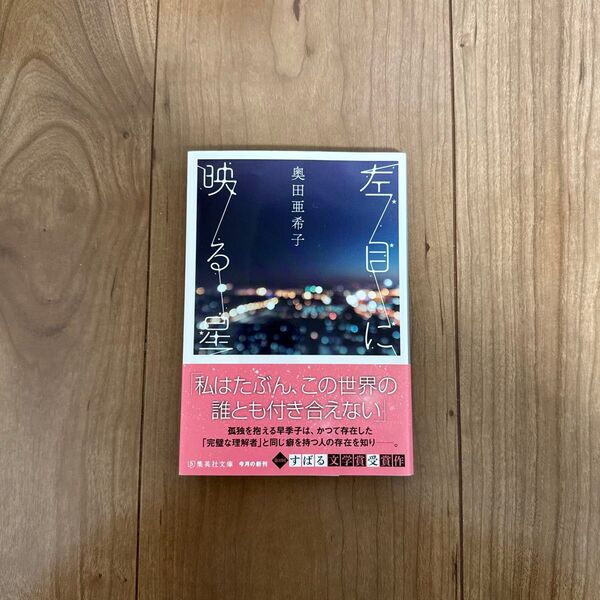 左目に
映る星
奥田亜希子
「私はたぶん、この世界の
誰とも付き合えない」
孤独を抱える早季子は、かつて存在した
「完璧な理解者」と同じ癖を持つ人の存在を知り――。
集英社文庫 今月の新刊
すばる文学賞受賞作